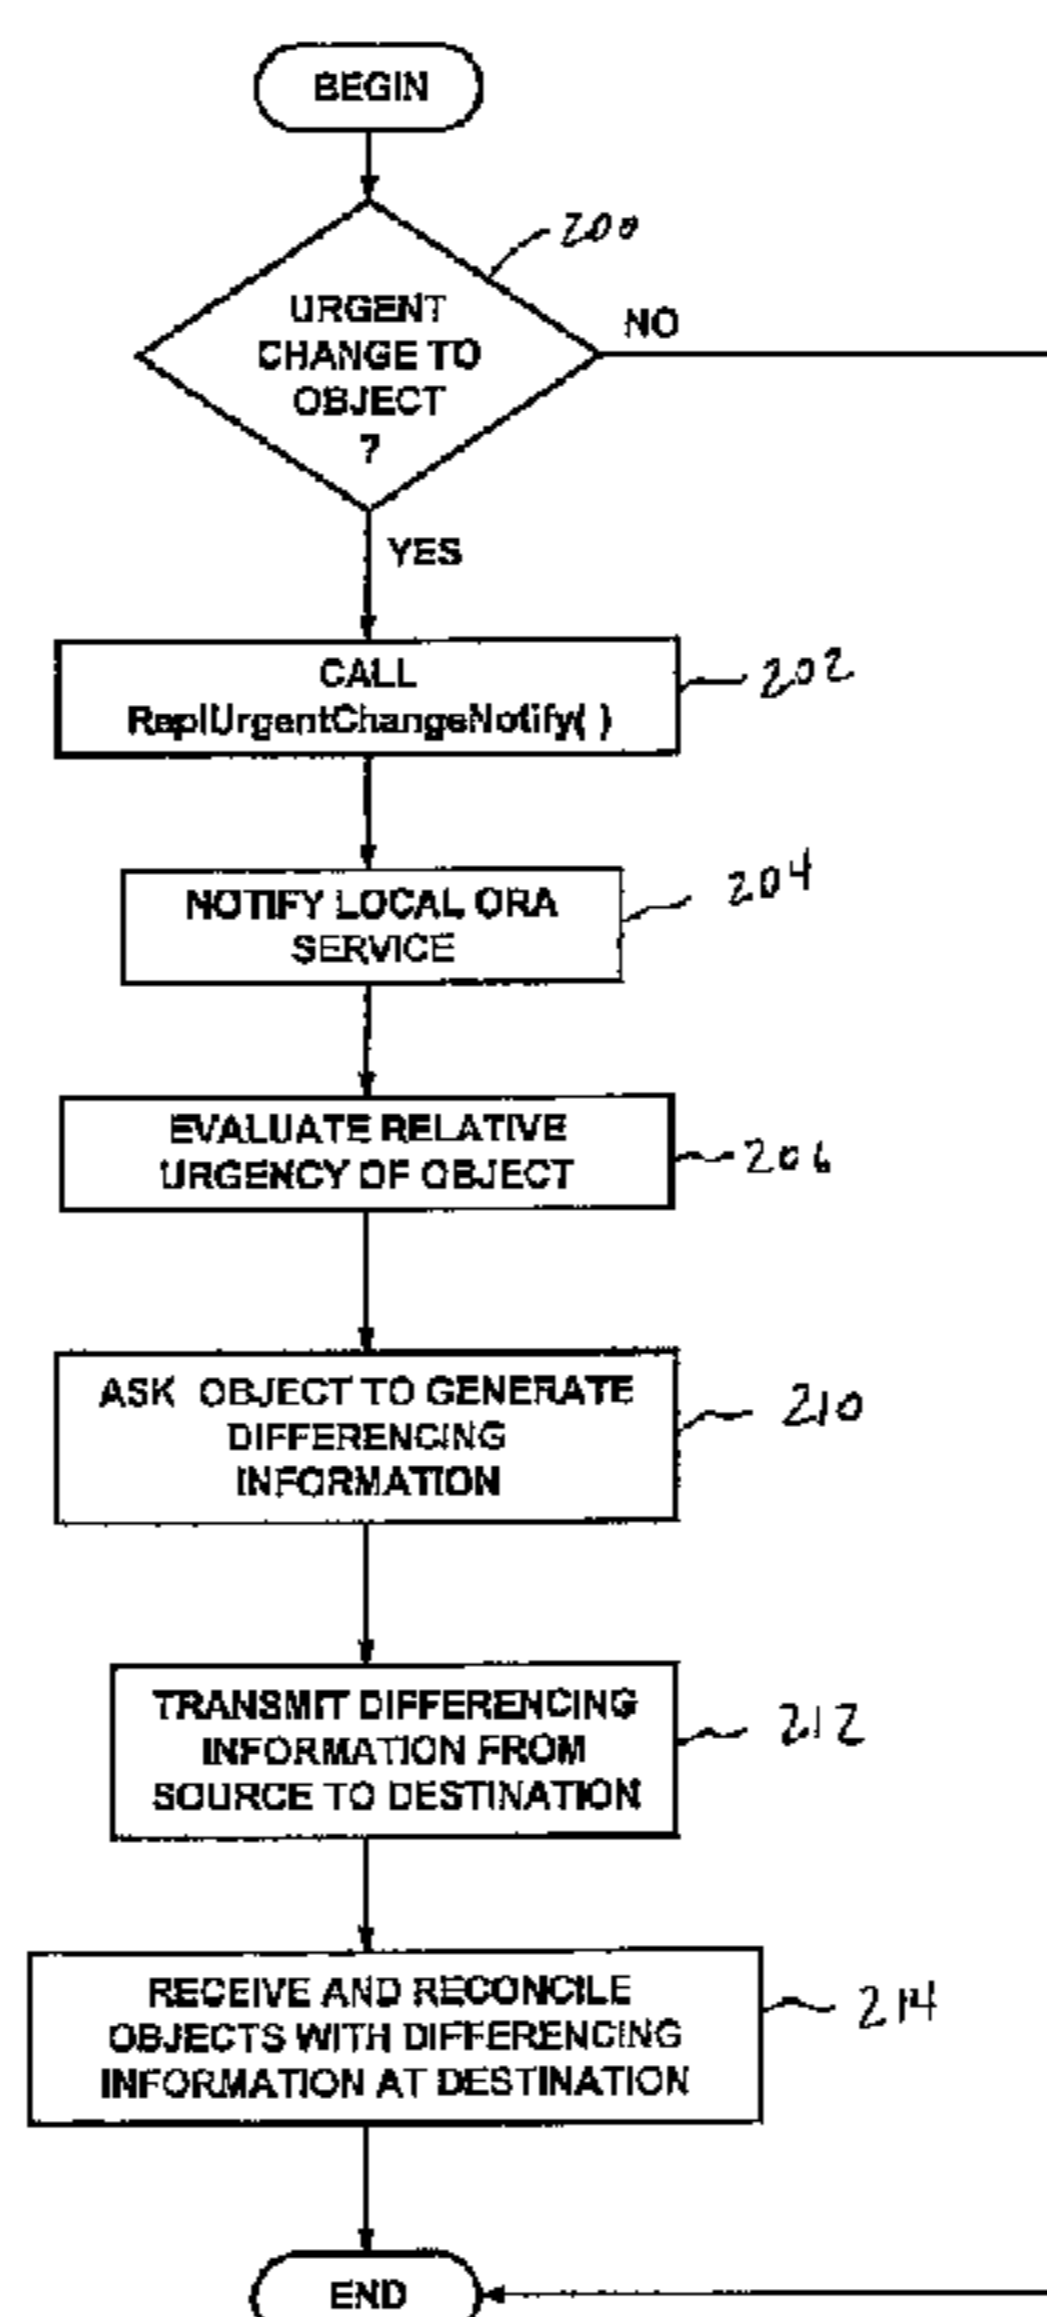 BEGIN
200
URGENT
CHANGE TO
OBJECT
?
NO
YES
CALL
ReplUrgentChangeNotify( )
202
NOTIFY LOCAL ORA
SERVICE
204
EVALUATE RELATIVE
URGENCY OF OBJECT
206
ASK OBJECT TO GENERATE
DIFFERENCING
INFORMATION
210
TRANSMIT DIFFERENCING
INFORMATION FROM
SOURCE TO DESTINATION
212
RECEIVE AND RECONCILE
OBJECTS WITH DIFFERENCING
INFORMATION AT DESTINATION
214
END